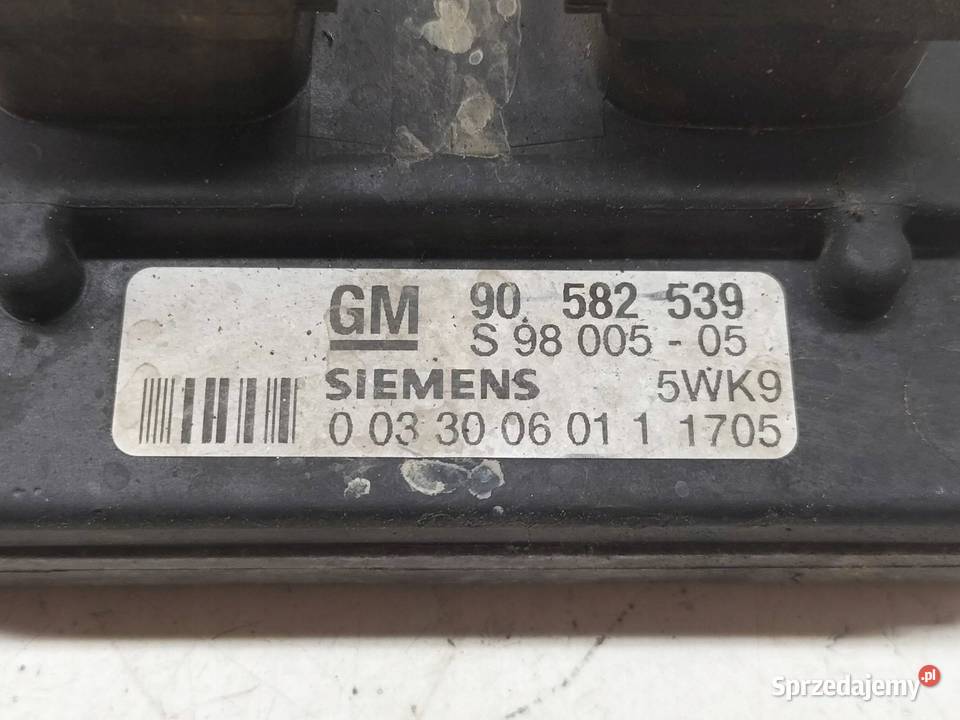 GM 90 582 539
S 98 005 - 05
SIEMENS 5WK9
0 03 30 06 01 1 1705
Sprzedajemy.pl